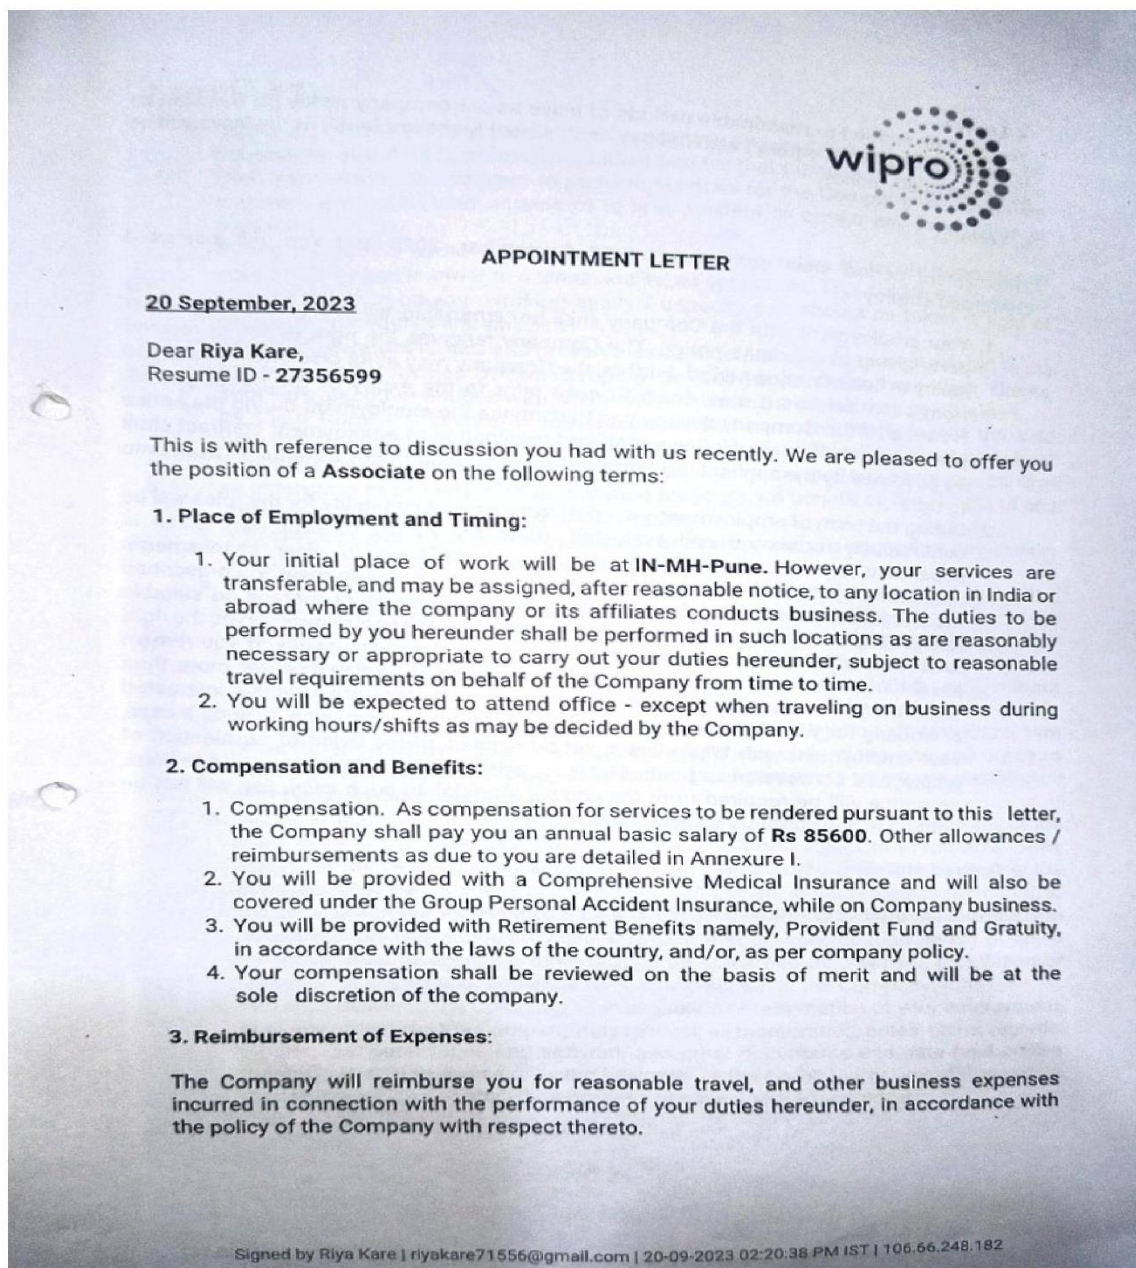 wipro
APPOINTMENT LETTER
20 September, 2023
Dear Riya Kare,
Resume ID - 27356599
This is with reference to discussion you had with us recently. We are pleased to offer you
the position of a Associate on the following terms:
1. Place of Employment and Timing:
1. Your initial place of work will be at IN-MH-Pune. However, your services are
transferable, and may be assigned, after reasonable notice, to any location in India or
abroad where the company or its affiliates conducts business. The duties to be
performed by you hereunder shall be performed in such locations as are reasonably
necessary or appropriate to carry out your duties hereunder, subject to reasonable
travel requirements on behalf of the Company from time to time.
2. You will be expected to attend office - except when traveling on business during
working hours/shifts as may be decided by the Company.
2. Compensation and Benefits:
1. Compensation. As compensation for services to be rendered pursuant to this letter,
the Company shall pay you an annual basic salary of Rs 85600. Other allowances /
reimbursements as due to you are detailed in Annexure I.
2. You will be provided with a Comprehensive Medical Insurance and will also be
covered under the Group Personal Accident Insurance, while on Company business.
3. You will be provided with Retirement Benefits namely, Provident Fund and Gratuity,
in accordance with the laws of the country, and/or, as per company policy.
4. Your compensation shall be reviewed on the basis of merit and will be at the
sole discretion of the company.
3. Reimbursement of Expenses:
The Company will reimburse you for reasonable travel, and other business expenses
incurred in connection with the performance of your duties hereunder, in accordance with
the policy of the Company with respect thereto.
Signed by Riya Kare | riyakare71556@gmail.com | 20-09-2023 02:20:38 PM IST | 106.66.248.182